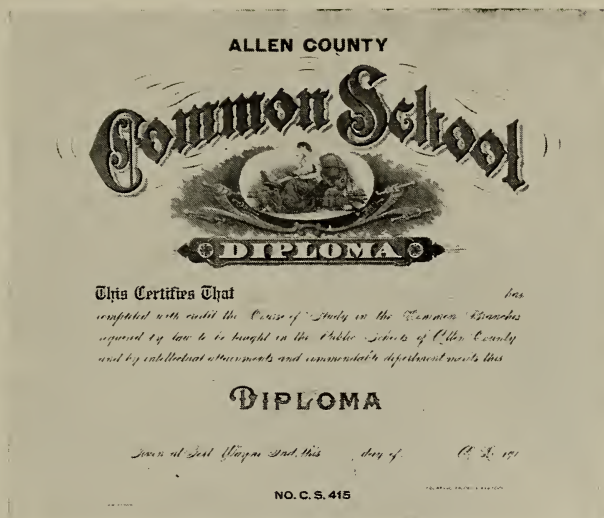 ALLEN COUNTY
Common School
DIPLOMA
This Certifies That has
completed with credit the Course of Study in the Common Branches
required by law to be taught in the Public Schools of Allen County
and by intellectual attainments and commendable deportment merits this
DIPLOMA
Given at Fort Wayne Ind. this day of A.D. 191
NO. C. S. 415